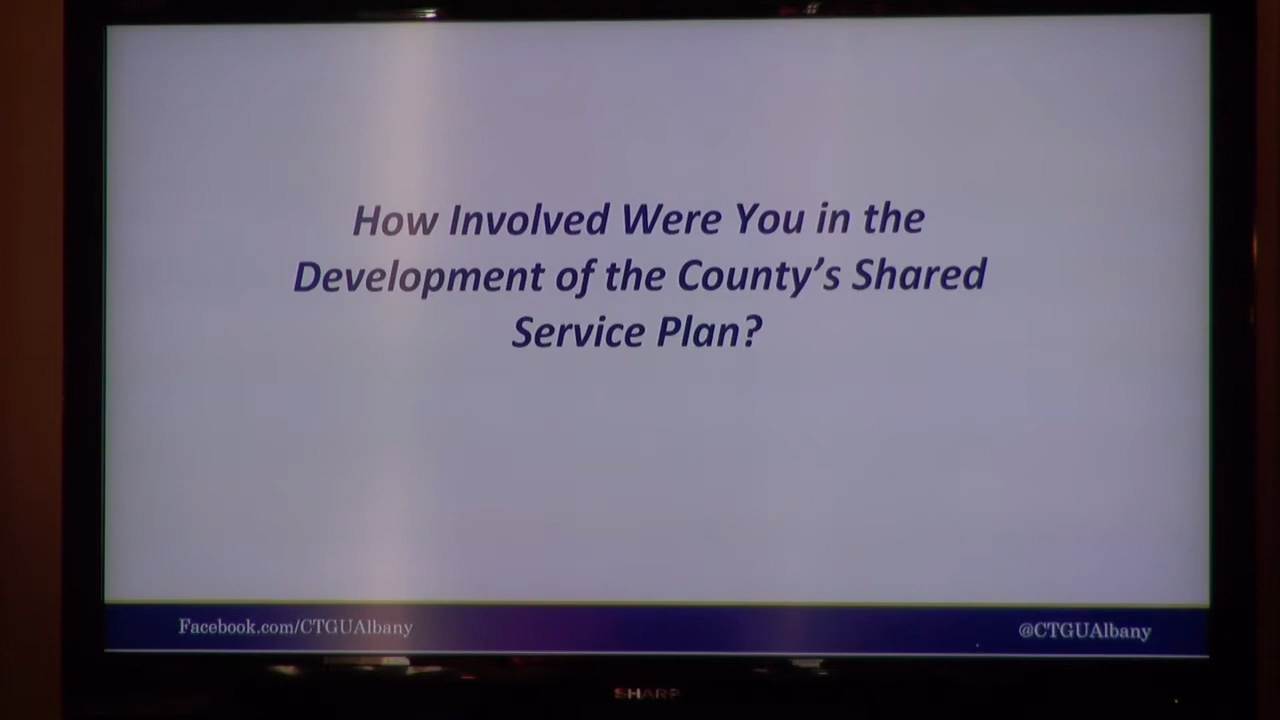 How Involved Were You in the
Development of the County's Shared
Service Plan?
Facebook.com/CTGUAlbany
@CTGUAlbany
SHARP